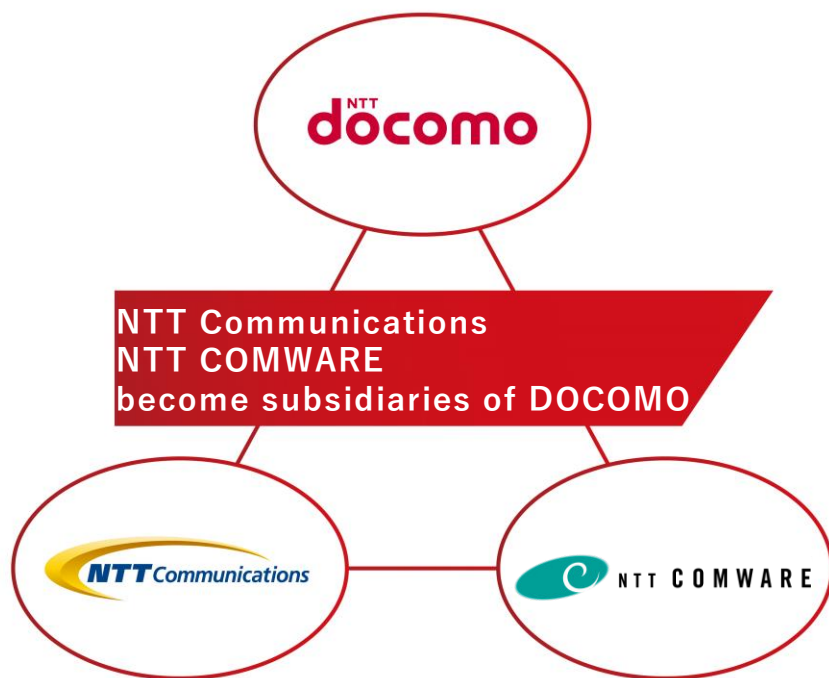 NTT
docomo
NTT Communications
NTT COMWARE
become subsidiaries of DOCOMO
NTT Communications
NTT COMWARE